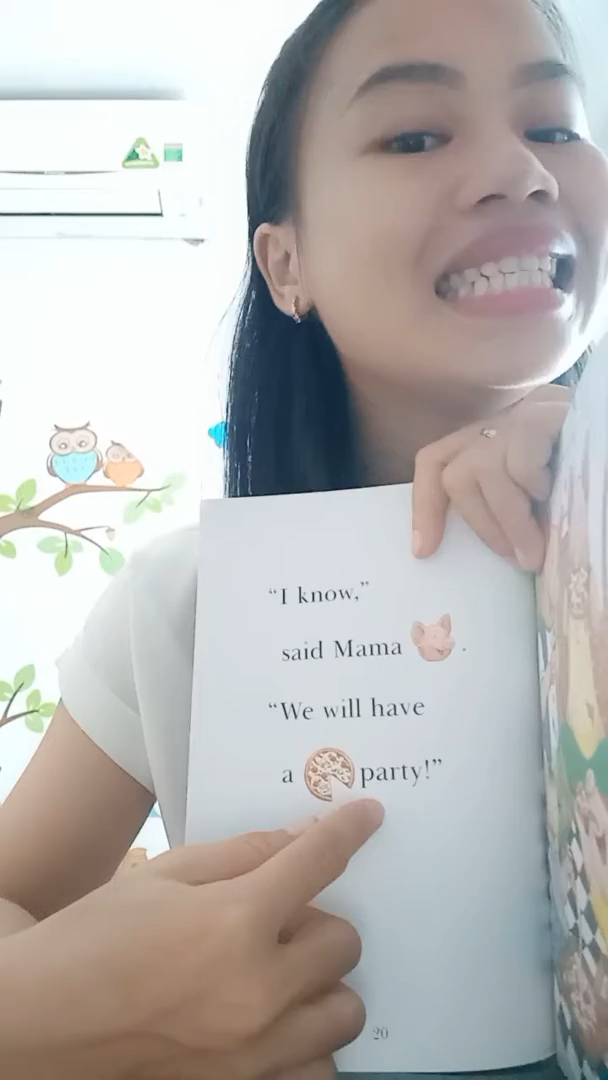 “I know,”
said Mama .
“We will have
a party!”
20